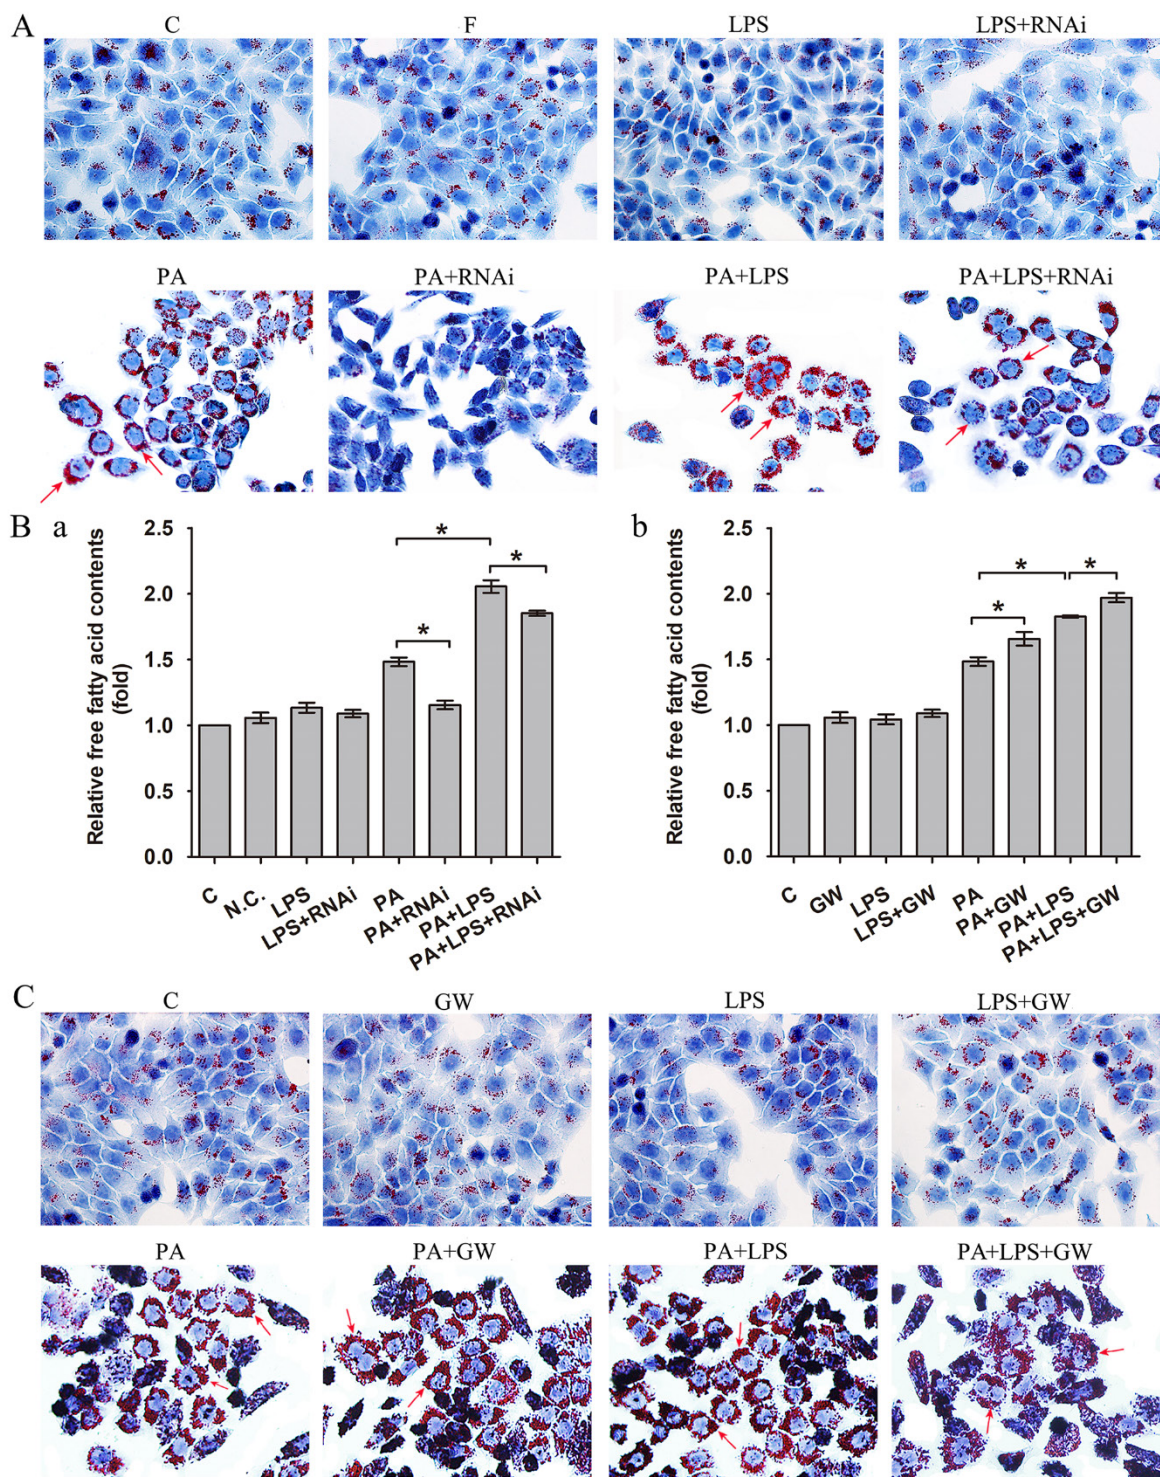 A
C F LPS LPS+RNAi
PA PA+RNAi PA+LPS PA+LPS+RNAi
B a
Relative free fatty acid contents
(fold)
2.5
2.0
1.5
1.0
0.5
0.0
* * *
C N.C. LPS LPS+RNAi PA PA+RNAi PA+LPS PA+LPS+RNAi
b
Relative free fatty acid contents
(fold)
2.5
2.0
1.5
1.0
0.5
0.0
* * *
C GW LPS LPS+GW PA PA+GW PA+LPS PA+LPS+GW
C
C GW LPS LPS+GW
PA PA+GW PA+LPS PA+LPS+GW